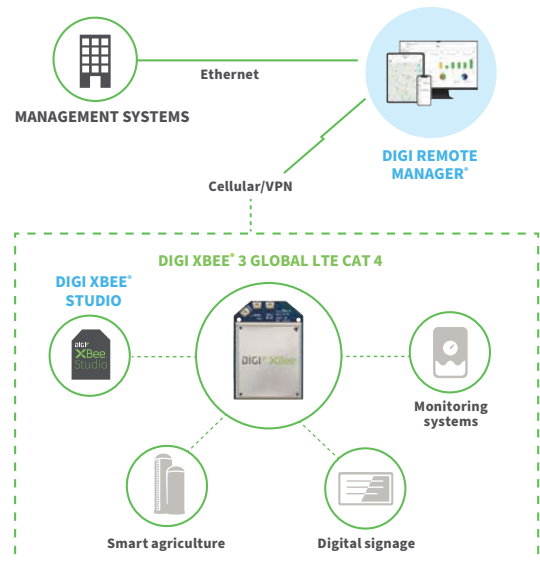 Ethernet
MANAGEMENT SYSTEMS
DIGI REMOTE
MANAGER®
Cellular/VPN
DIGI XBEE® 3 GLOBAL LTE CAT 4
DIGI XBEE®
STUDIO
DIGI®
XBee
Studio
DIGI® XBee
Monitoring
systems
Smart agriculture
Digital signage